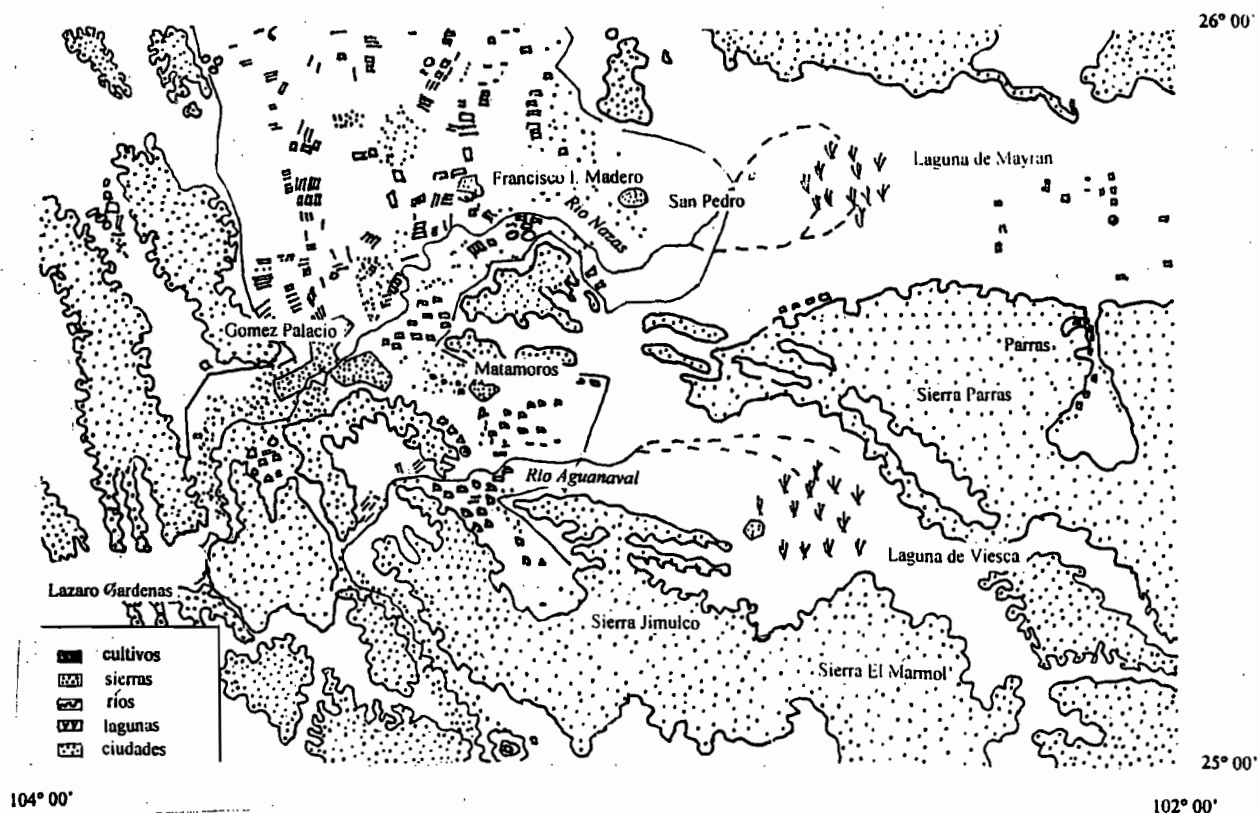 26° 00'
Laguna de Mayran
Francisco I. Madero
San Pedro
Rio Nazas
Gomez Palacio
Parras
Matamoros
Sierra Parras
Rio Aguanaval
Laguna de Viesca
Lazaro Gardenas
Sierra Jimulco
Sierra El Marmol
cultivos
sierras
ríos
lagunas
ciudades
25° 00'
104° 00'
102° 00'